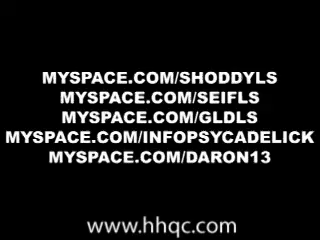 MYSPACE.COM/SHODDYLS
MYSPACE.COM/SEIFLS
MYSPACE.COM/GLDLS
MYSPACE.COM/INFOPSYCADELICK
MYSPACE.COM/DARON13
www.hhqc.com